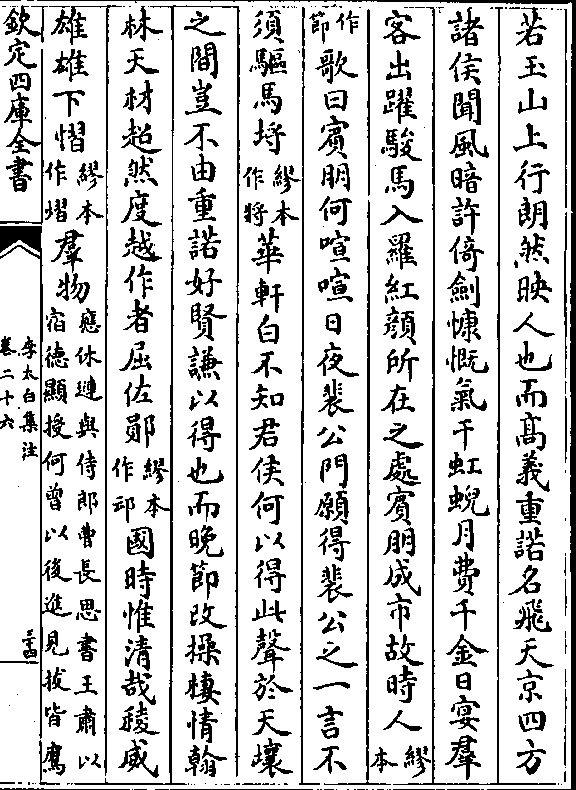 若玉山上行朗然映人也而髙義重諾名飛天京四方
諸侯聞風暗許倚劍慷慨氣干虹蜺月費千金日宴羣
客出躍駿馬入羅紅顔所在之處賓朋成市故時人繆本
作節歌曰賓朋何喧喧日夜裴公門願得裴公之一言不
須驅馬埒繆本作將華軒白不知君侯何以得此聲於天壤
之間豈不由重諾好賢謙以得也而晚節改操棲情翰
林天材超然度越作者屈佐鄖繆本作邧國時惟清哉稜威
雄雄下慴繆本作熠羣物應休璉與侍郎曹長思書王肅以宿德顯授何曾以後進見拔皆鷹
欽定四庫全書
李太白集注
卷二十六